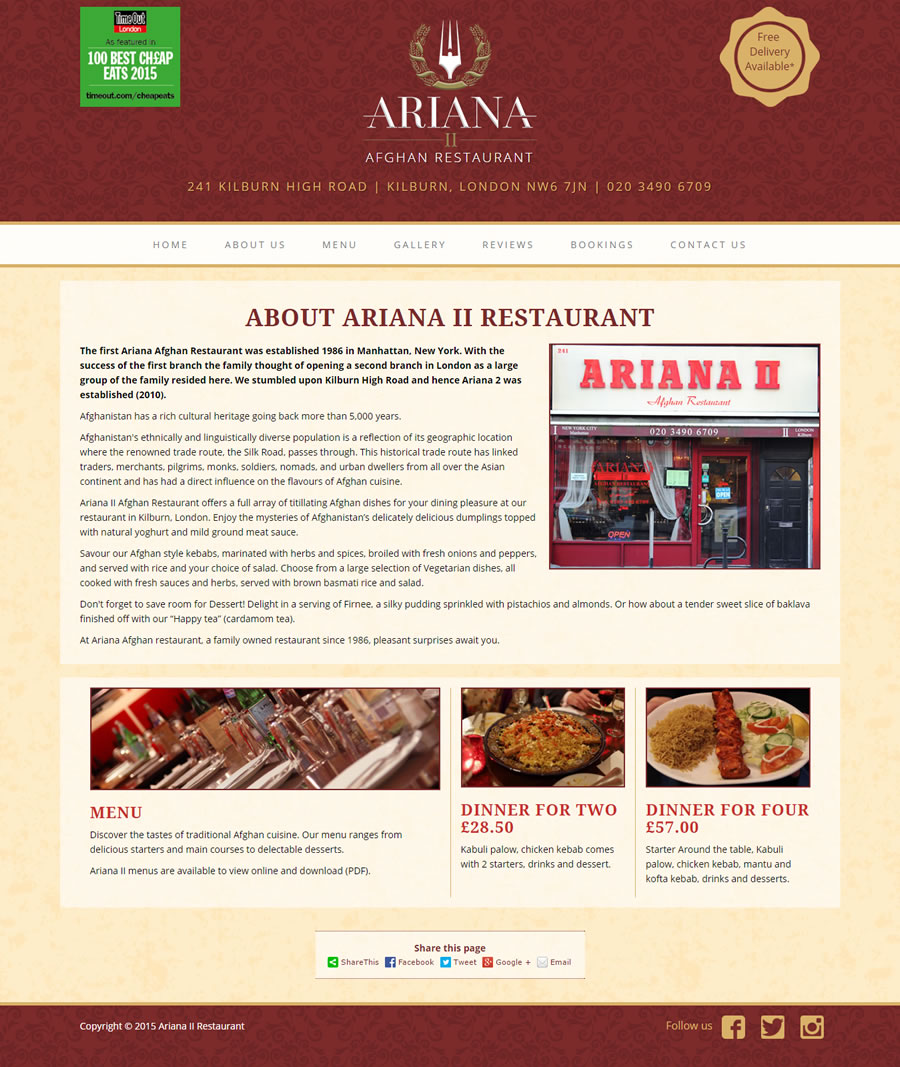 TimeOut
London
As featured in
100 BEST CH£AP
EATS 2015
timeout.com/cheapeats
ARIANA
II
AFGHAN RESTAURANT
Free
Delivery
Available*
241 KILBURN HIGH ROAD | KILBURN, LONDON NW6 7JN | 020 3490 6709
HOME ABOUT US MENU GALLERY REVIEWS BOOKINGS CONTACT US
ABOUT ARIANA II RESTAURANT
The first Ariana Afghan Restaurant was established 1986 in Manhattan, New York. With the
success of the first branch the family thought of opening a second branch in London as a large
group of the family resided here. We stumbled upon Kilburn High Road and hence Ariana 2 was
established (2010).
Afghanistan has a rich cultural heritage going back more than 5,000 years.
Afghanistan's ethnically and linguistically diverse population is a reflection of its geographic location
where the renowned trade route, the Silk Road, passes through. This historical trade route has linked
traders, merchants, pilgrims, monks, soldiers, nomads, and urban dwellers from all over the Asian
continent and has had a direct influence on the flavours of Afghan cuisine.
Ariana II Afghan Restaurant offers a full array of titillating Afghan dishes for your dining pleasure at our
restaurant in Kilburn, London. Enjoy the mysteries of Afghanistan's delicately delicious dumplings topped
with natural yoghurt and mild ground meat sauce.
Savour our Afghan style kebabs, marinated with herbs and spices, broiled with fresh onions and peppers,
and served with rice and your choice of salad. Choose from a large selection of Vegetarian dishes, all
cooked with fresh sauces and herbs, served with brown basmati rice and salad.
Don't forget to save room for Dessert! Delight in a serving of Firnee, a silky pudding sprinkled with pistachios and almonds. Or how about a tender sweet slice of baklava
finished off with our “Happy tea” (cardamom tea).
At Ariana Afghan restaurant, a family owned restaurant since 1986, pleasant surprises await you.
241
ARIANA II
Afghan Restaurant
I NEW YORK CITY
Manhattan
020 3490 6709
II LONDON
Kilburn
ARIANA
II
OPEN
OPEN
MENU
Discover the tastes of traditional Afghan cuisine. Our menu ranges from
delicious starters and main courses to delectable desserts.
Ariana II menus are available to view online and download (PDF).
DINNER FOR TWO
£28.50
Kabuli palow, chicken kebab comes
with 2 starters, drinks and dessert.
DINNER FOR FOUR
£57.00
Starter Around the table, Kabuli
palow, chicken kebab, mantu and
kofta kebab, drinks and desserts.
Share this page
ShareThis Facebook Tweet Google + Email
Copyright © 2015 Ariana II Restaurant
Follow us